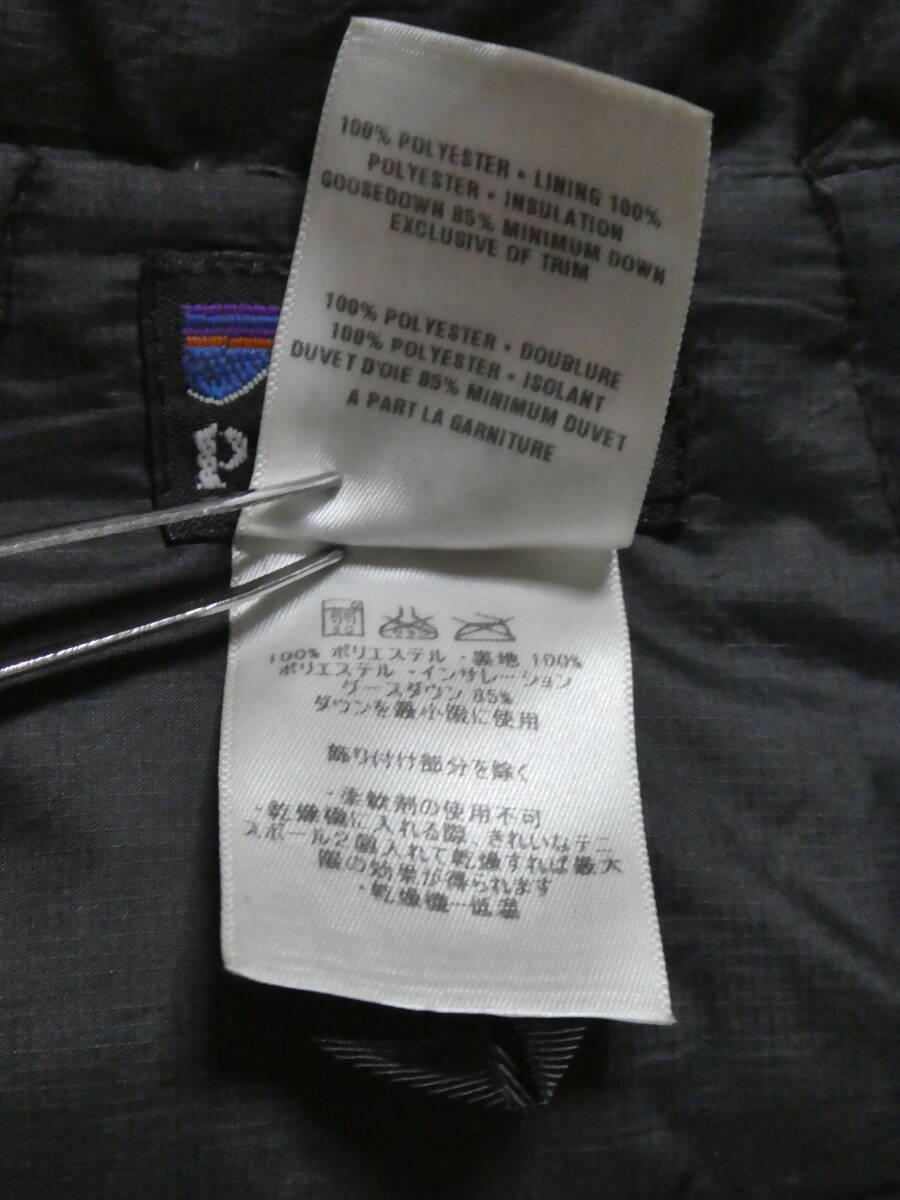 100% POLYESTER • LINING 100%
POLYESTER • INSULATION
GOOSEDOWN 85% MINIMUM DOWN
EXCLUSIVE OF TRIM
100% POLYESTER • DOUBLURE
100% POLYESTER • ISOLANT
DUVET D'OIE 85% MINIMUM DUVET
A PART LA GARNITURE
p
100% ポリエステル ・裏地 100%
ポリエステル ・インサレーション
グースダウン 85%
ダウンを最小限に使用
飾り付け部分を除く
・柔軟剤の使用不可
・乾燥機に入れる際、きれいなテニ
スボール2個入れて乾燥すれば最大
限の効果が得られます
・乾燥機ー低温